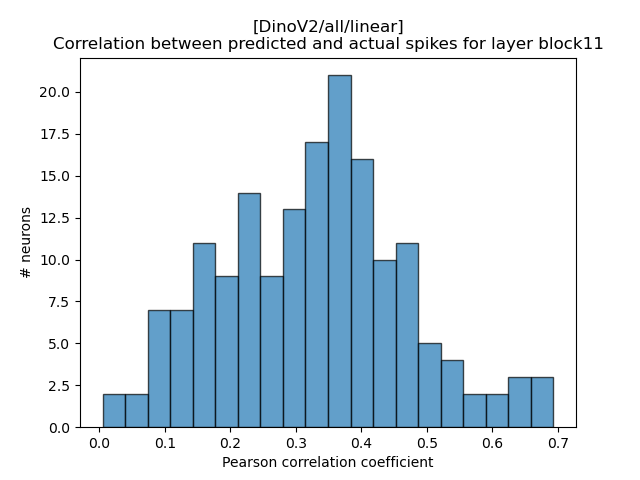 [DinoV2/all/linear]
Correlation between predicted and actual spikes for layer block11
# neurons
20.0
17.5
15.0
12.5
10.0
7.5
5.0
2.5
0.0
0.0 0.1 0.2 0.3 0.4 0.5 0.6 0.7
Pearson correlation coefficient